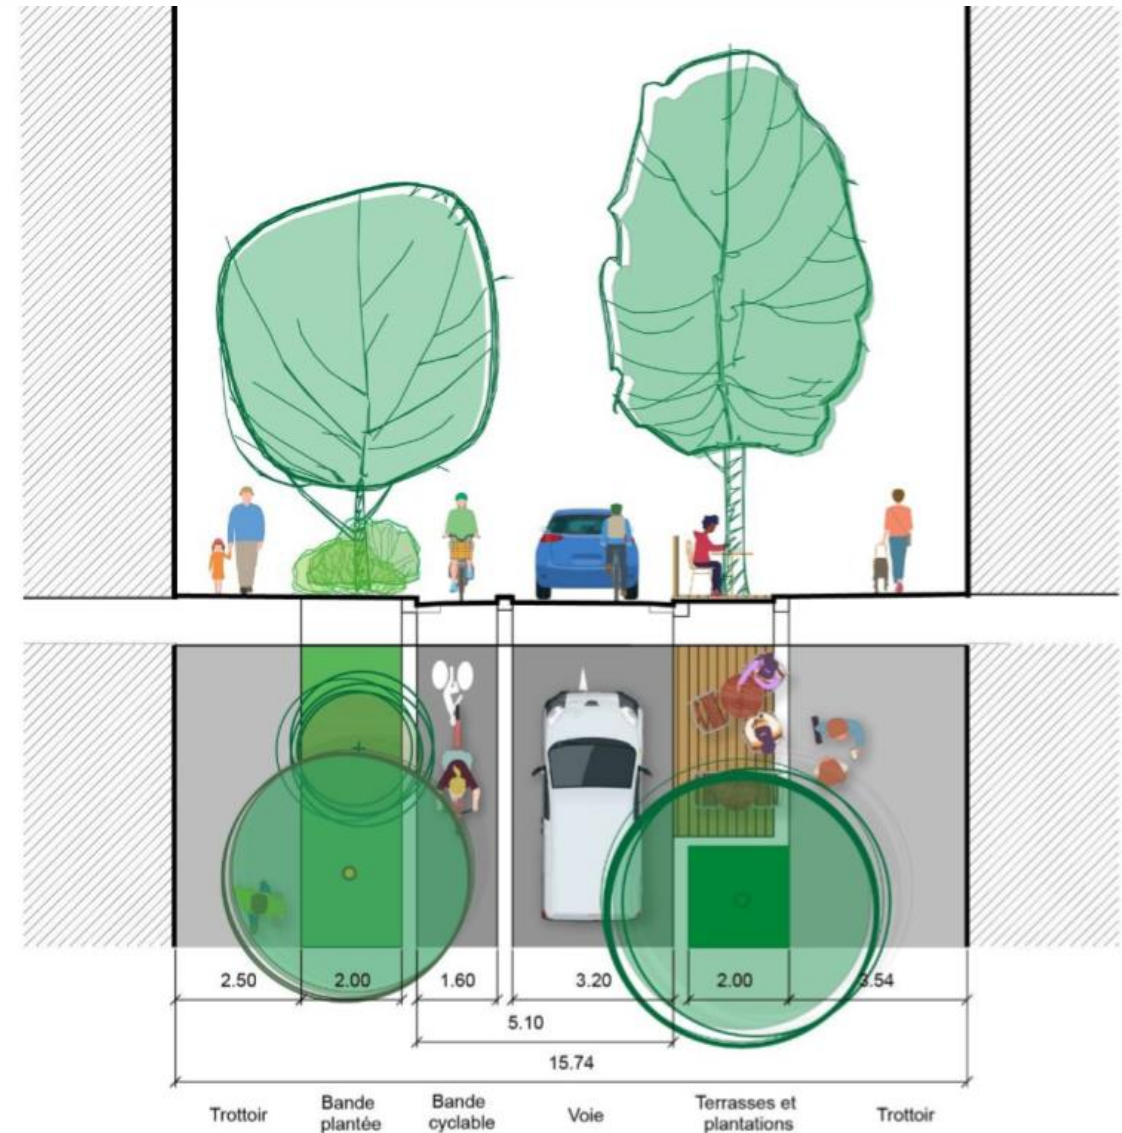 2.50
2.00
1.60
3.20
2.00
3.54
5.10
15.74
Trottoir
Bande
plantée
Bande
cyclable
Voie
Terrasses et
plantations
Trottoir